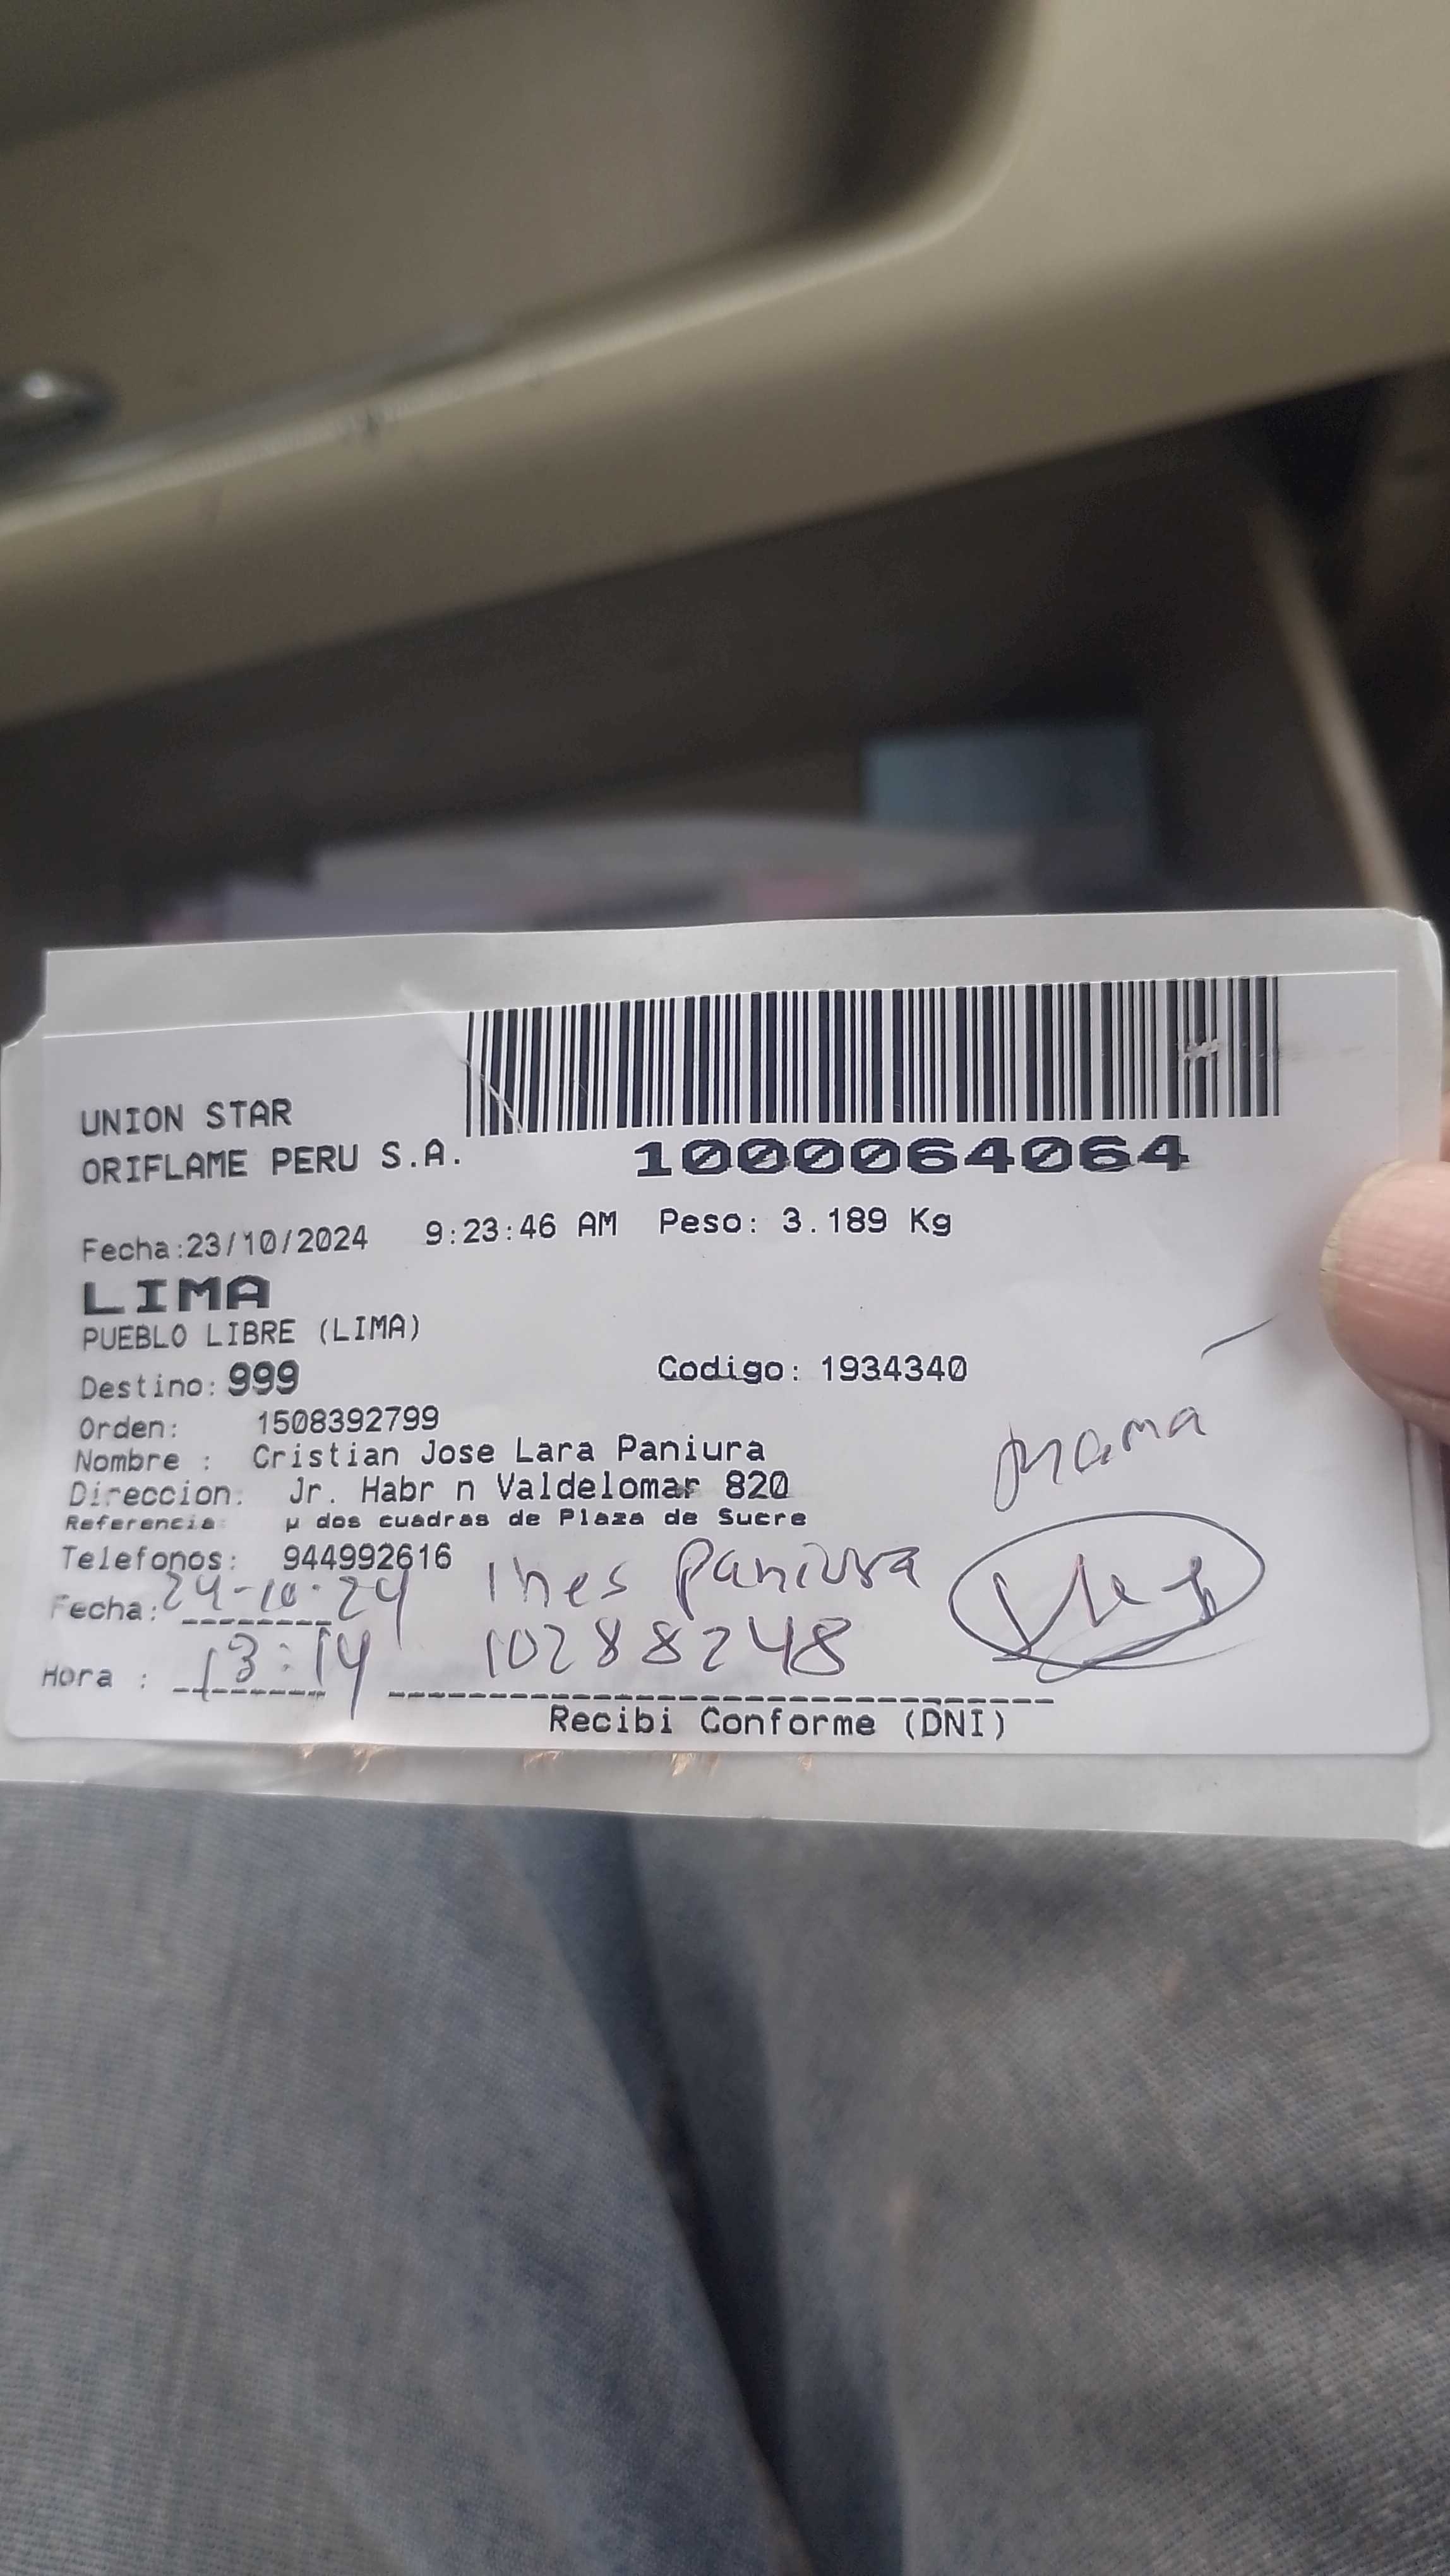 UNION STAR
ORIFLAME PERU S.A.
1000064064
Fecha:23/10/2024 9:23:46 AM Peso: 3.189 Kg
LIMA
PUEBLO LIBRE (LIMA)
Destino: 999 Codigo: 1934340
Orden: 1508392799
Nombre : Cristian Jose Lara Paniura
mama
Direccion: Jr. Habr n Valdelomar 820
Referencia: µ dos cuadras de Plaza de Sucre
Telefonos: 944992616
Ines Paniura
Fecha: 24-10-24
10288248
Hora : 13:14
Recibi Conforme (DNI)